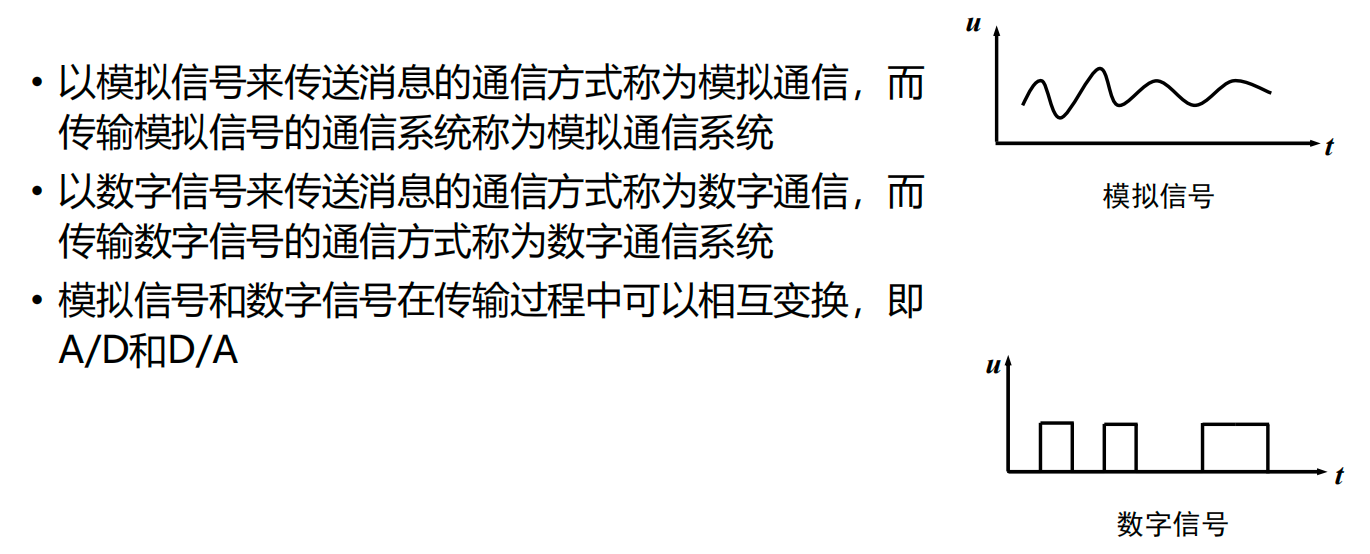 • 以模拟信号来传送消息的通信方式称为模拟通信，而
传输模拟信号的通信系统称为模拟通信系统
• 以数字信号来传送消息的通信方式称为数字通信，而
传输数字信号的通信方式称为数字通信系统
• 模拟信号和数字信号在传输过程中可以相互变换，即
A/D和D/A
u
t
模拟信号
u
t
数字信号